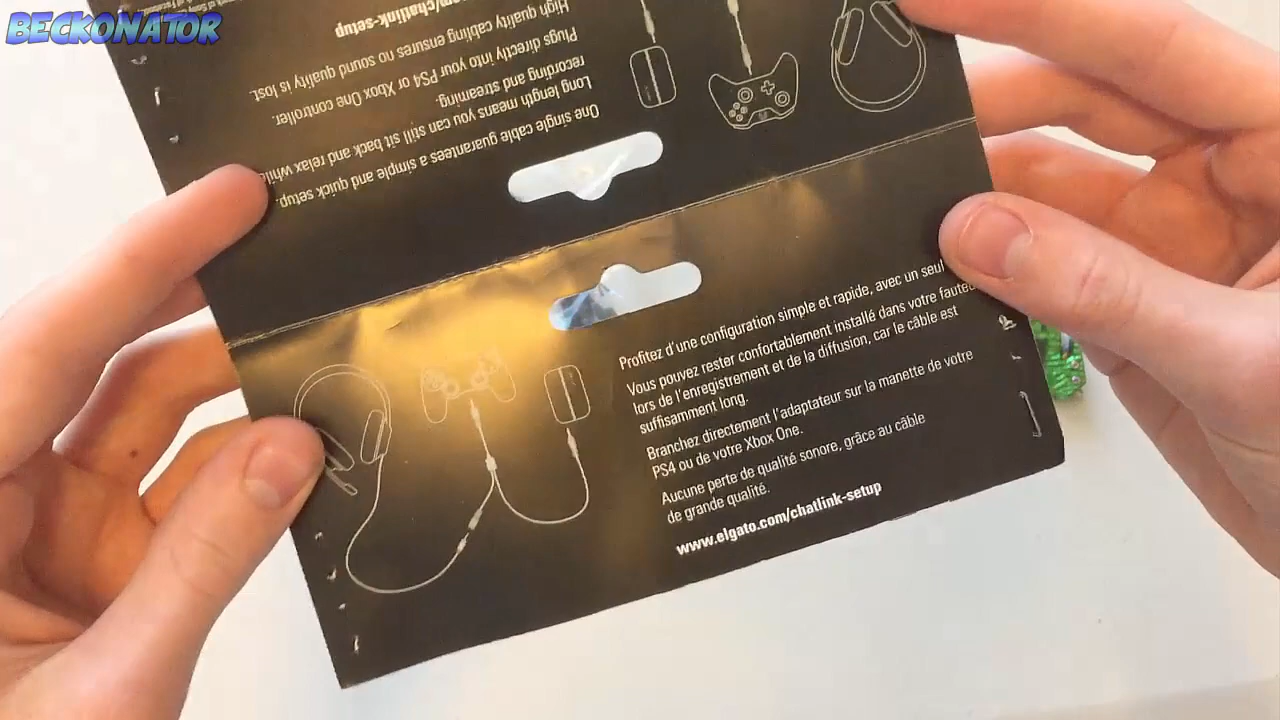 BECKONATOR
One single cable guarantees a simple and quick setup.
Long length means you can still sit back and relax while
recording and streaming.
Plugs directly into your PS4 or Xbox One controller.
High quality cabling ensures no sound quality is lost.
om/chatlink-setup
Profitez d'une configuration simple et rapide, avec un seul
Vous pouvez rester confortablement installé dans votre fauteu
lors de l'enregistrement et de la diffusion, car le câble est
suffisamment long.
Branchez directement l'adaptateur sur la manette de votre
PS4 ou de votre Xbox One.
Aucune perte de qualité sonore, grâce au câble
de grande qualité.
www.elgato.com/chatlink-setup